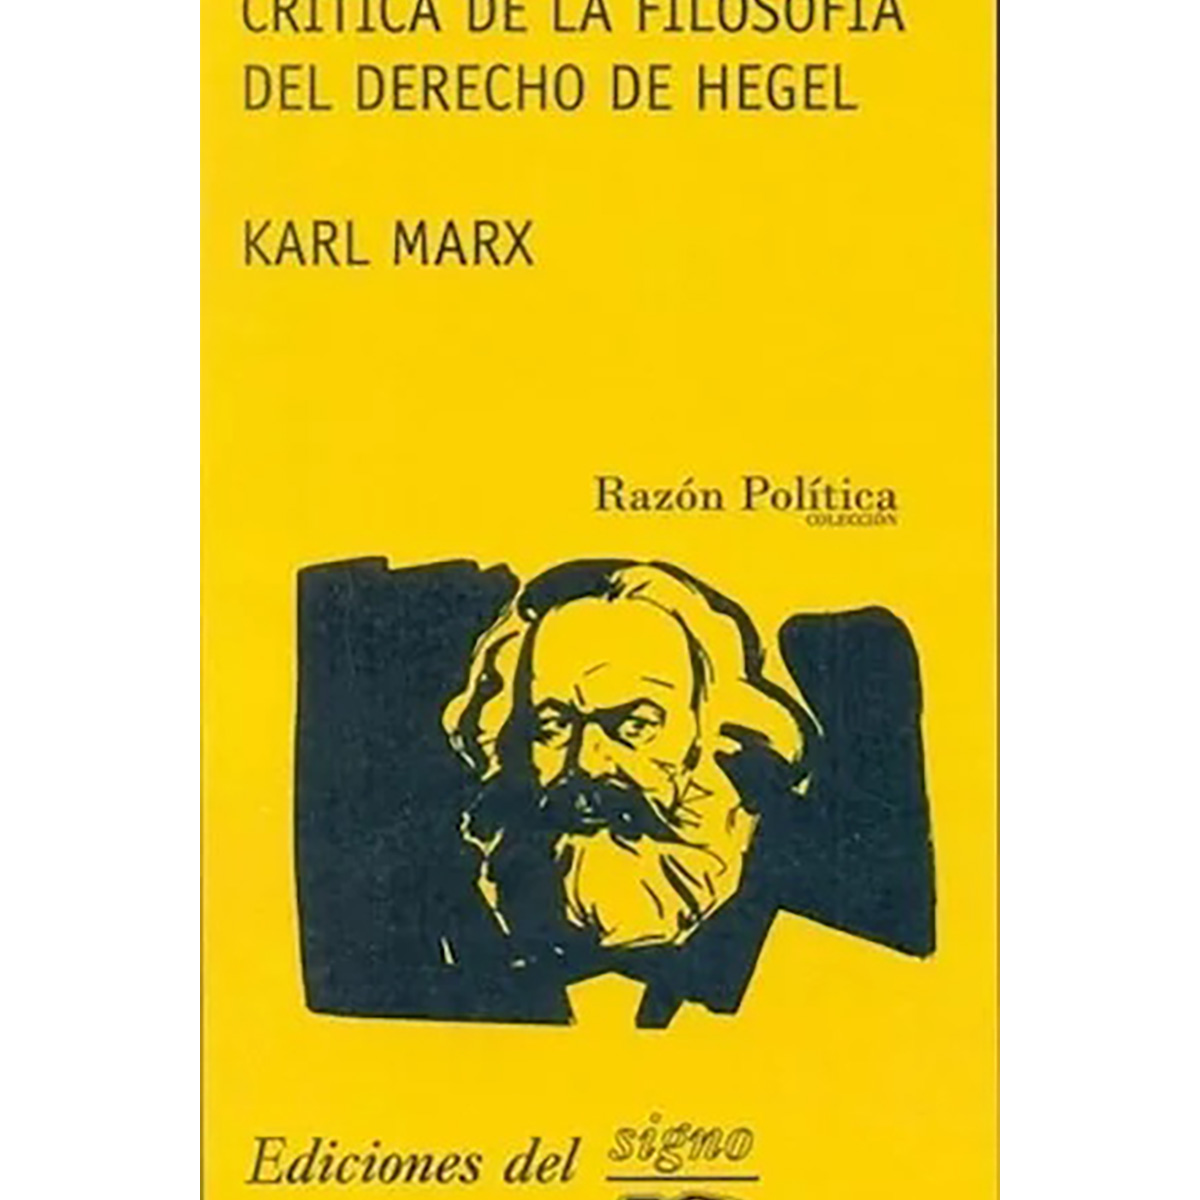 CRÍTICA DE LA FILOSOFÍA
DEL DERECHO DE HEGEL
KARL MARX
Razón Política
COLECCIÓN
Ediciones del signo